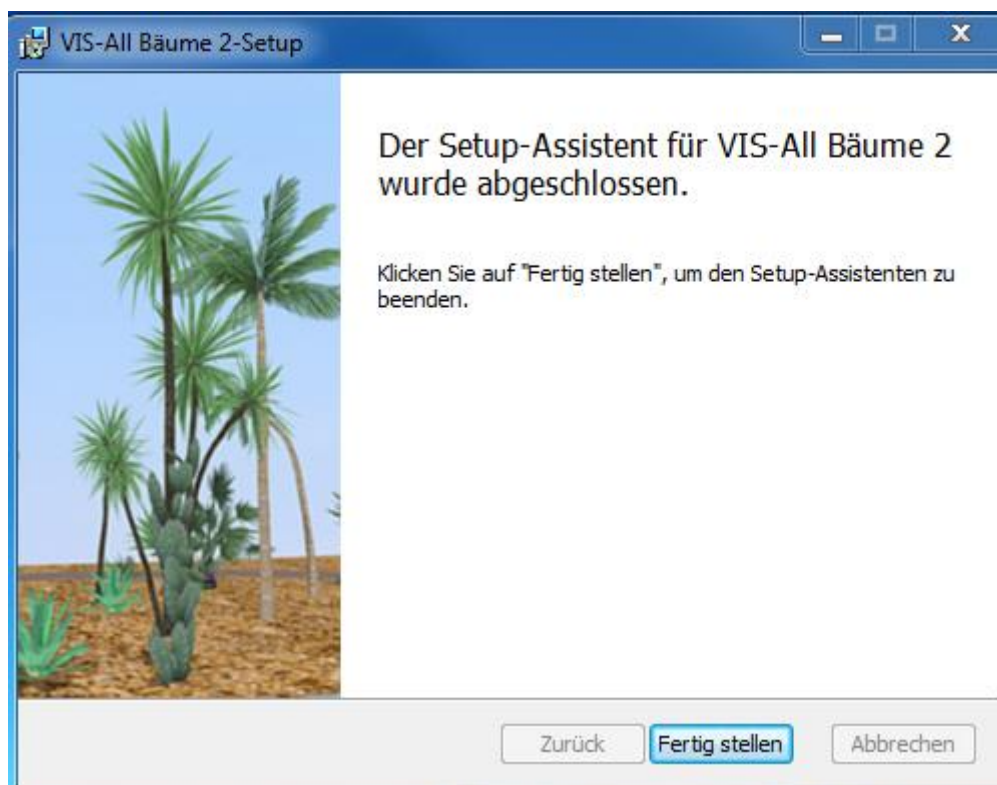 VIS-All Bäume 2-Setup
Der Setup-Assistent für VIS-All Bäume 2
wurde abgeschlossen.
Klicken Sie auf "Fertig stellen", um den Setup-Assistenten zu
beenden.
Zurück Fertig stellen Abbrechen